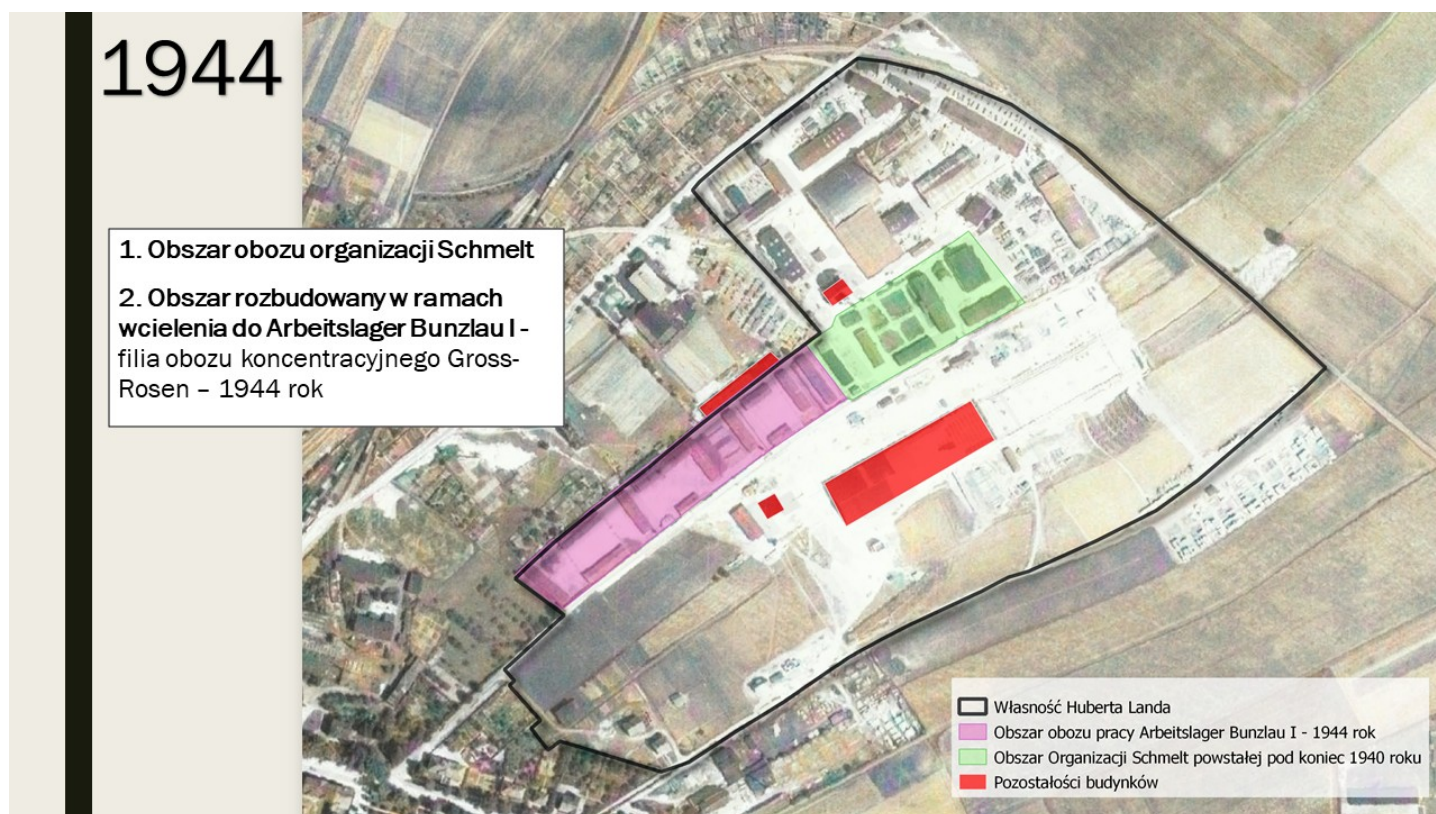 1944
1. Obszar obozu organizacji Schmelt
2. Obszar rozbudowany w ramach
wcielenia do Arbeitslager Bunzlau I -
filia obozu koncentracyjnego Gross-
Rosen – 1944 rok
Własność Huberta Landa
Obszar obozu pracy Arbeitslager Bunzlau I - 1944 rok
Obszar Organizacji Schmelt powstałej pod koniec 1940 roku
Pozostałości budynków